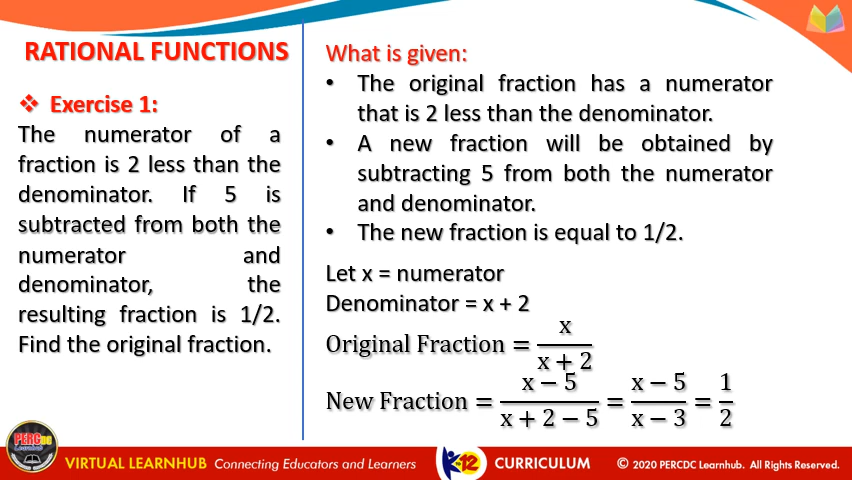 RATIONAL FUNCTIONS
❖ Exercise 1:
The numerator of a
fraction is 2 less than the
denominator. If 5 is
subtracted from both the
numerator and
denominator, the
resulting fraction is 1/2.
Find the original fraction.
What is given:
• The original fraction has a numerator
that is 2 less than the denominator.
• A new fraction will be obtained by
subtracting 5 from both the numerator
and denominator.
• The new fraction is equal to 1/2.
Let x = numerator
Denominator = x + 2
Original Fraction = x / (x + 2)
New Fraction = (x − 5) / (x + 2 − 5) = (x − 5) / (x − 3) = 1 / 2
PERCDC
Learnhub
VIRTUAL LEARNHUB Connecting Educators and Learners
K to 12 CURRICULUM
© 2020 PERCDC Learnhub. All Rights Reserved.